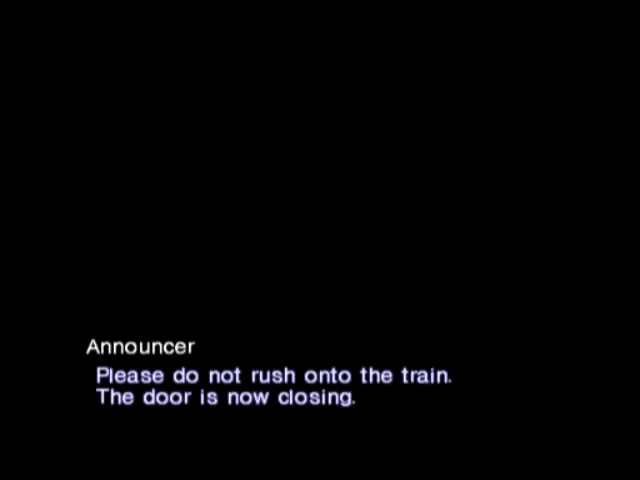 Announcer
Please do not rush onto the train.
The door is now closing.